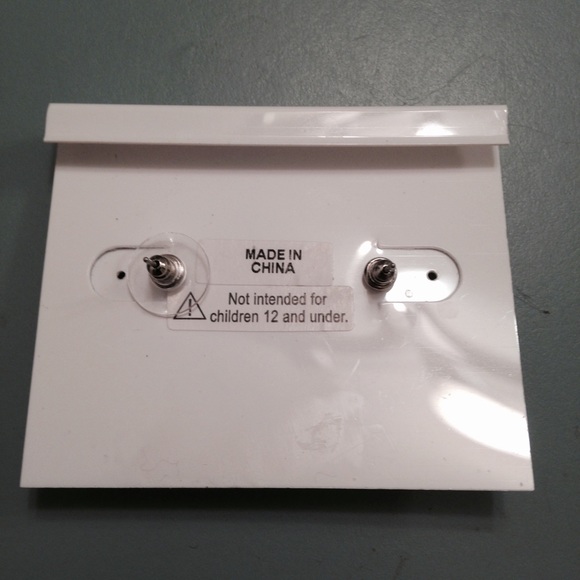 MADE IN
CHINA
Not intended for
children 12 and under.